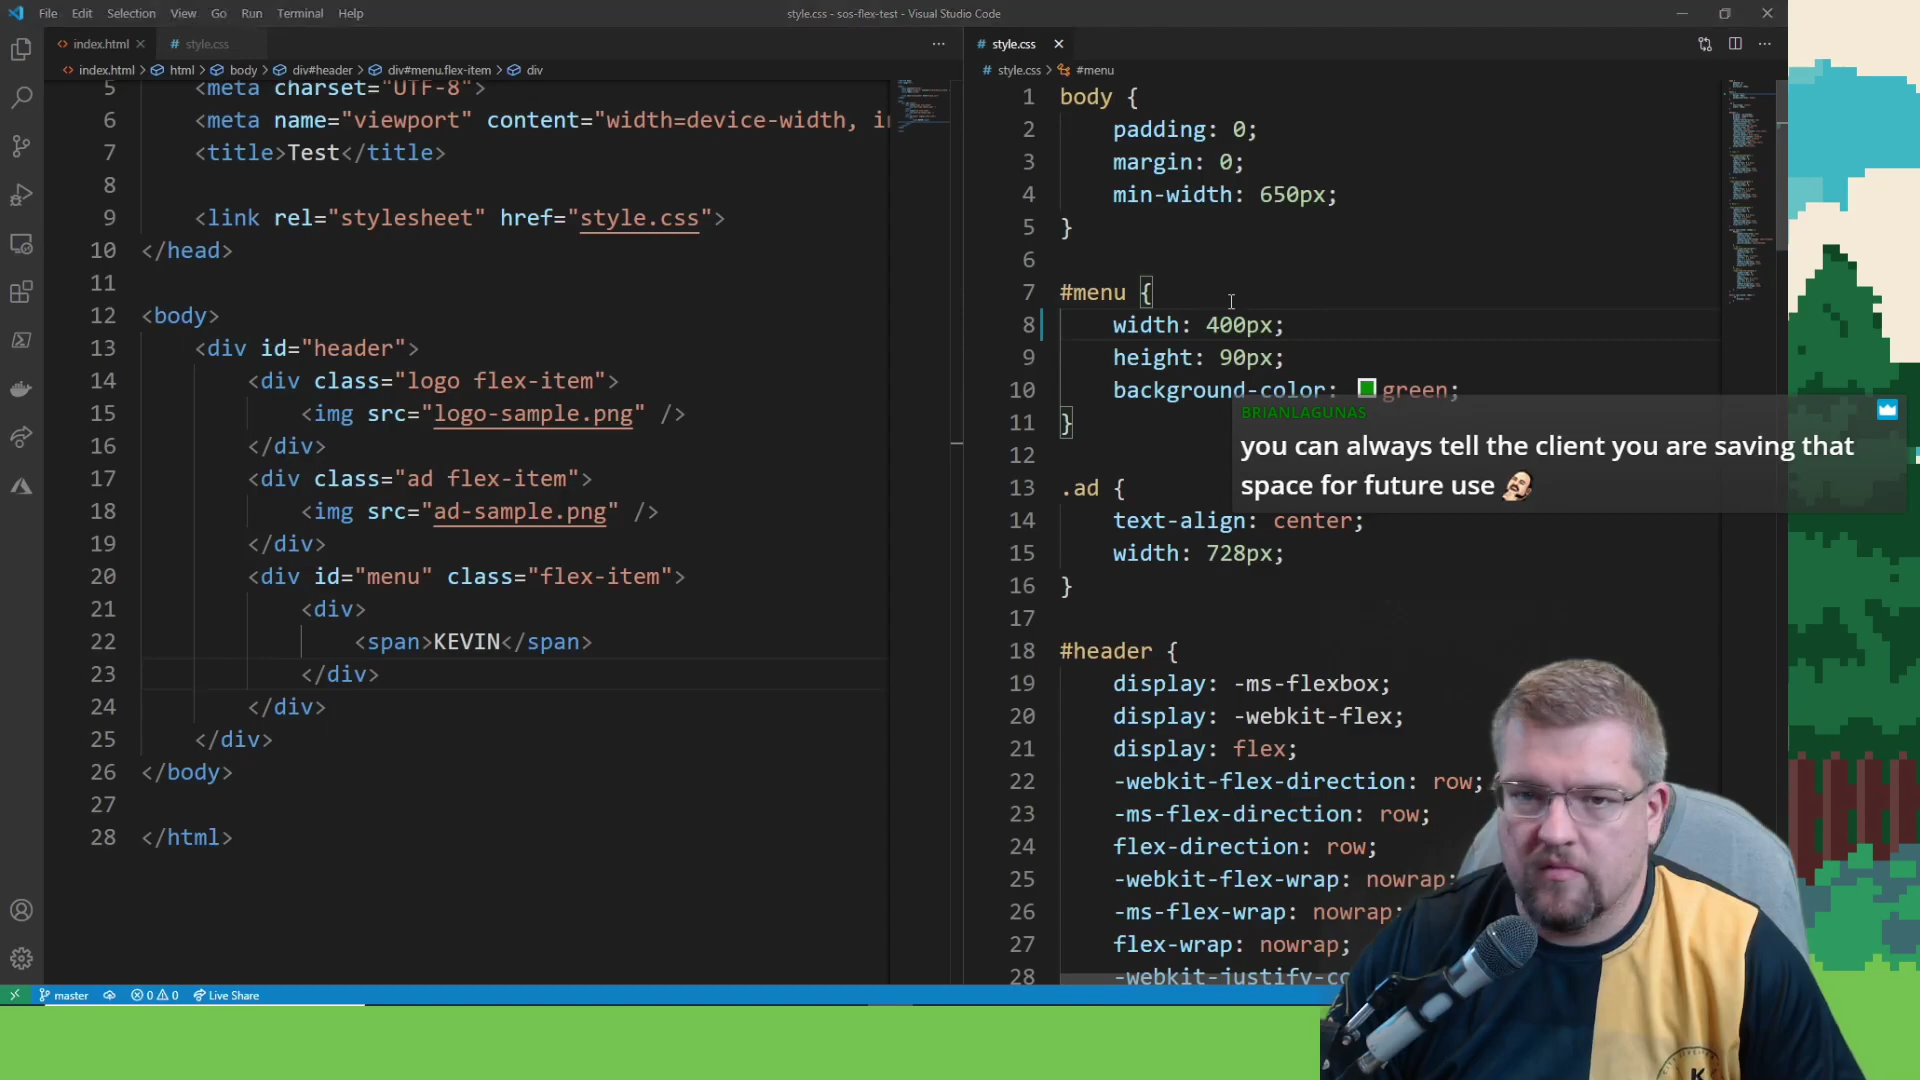 File Edit Selection View Go Run Terminal Help
style.css - sos-flex-test - Visual Studio Code
index.html style.css
style.css
index.html > html > body > div#header > div#menu.flex-item > div
style.css > #menu
5 <meta charset="UTF-8">
6 <meta name="viewport" content="width=device-width, in
7 <title>Test</title>
8
9 <link rel="stylesheet" href="style.css">
10 </head>
11
12 <body>
13 <div id="header">
14 <div class="logo flex-item">
15 <img src="logo-sample.png" />
16 </div>
17 <div class="ad flex-item">
18 <img src="ad-sample.png" />
19 </div>
20 <div id="menu" class="flex-item">
21 <div>
22 <span>KEVIN</span>
23 </div>
24 </div>
25 </div>
26 </body>
27
28 </html>
1 body {
2 padding: 0;
3 margin: 0;
4 min-width: 650px;
5 }
6
7 #menu {
8 width: 400px;
9 height: 90px;
10 background-color: green;
11 }
12
13 .ad {
14 text-align: center;
15 width: 728px;
16 }
17
18 #header {
19 display: -ms-flexbox;
20 display: -webkit-flex;
21 display: flex;
22 -webkit-flex-direction: row;
23 -ms-flex-direction: row;
24 flex-direction: row;
25 -webkit-flex-wrap: nowrap;
26 -ms-flex-wrap: nowrap;
27 flex-wrap: nowrap;
28 -webkit-justify-co
BRIANLAGUNAS
you can always tell the client you are saving that
space for future use
master 0 0 Live Share
K